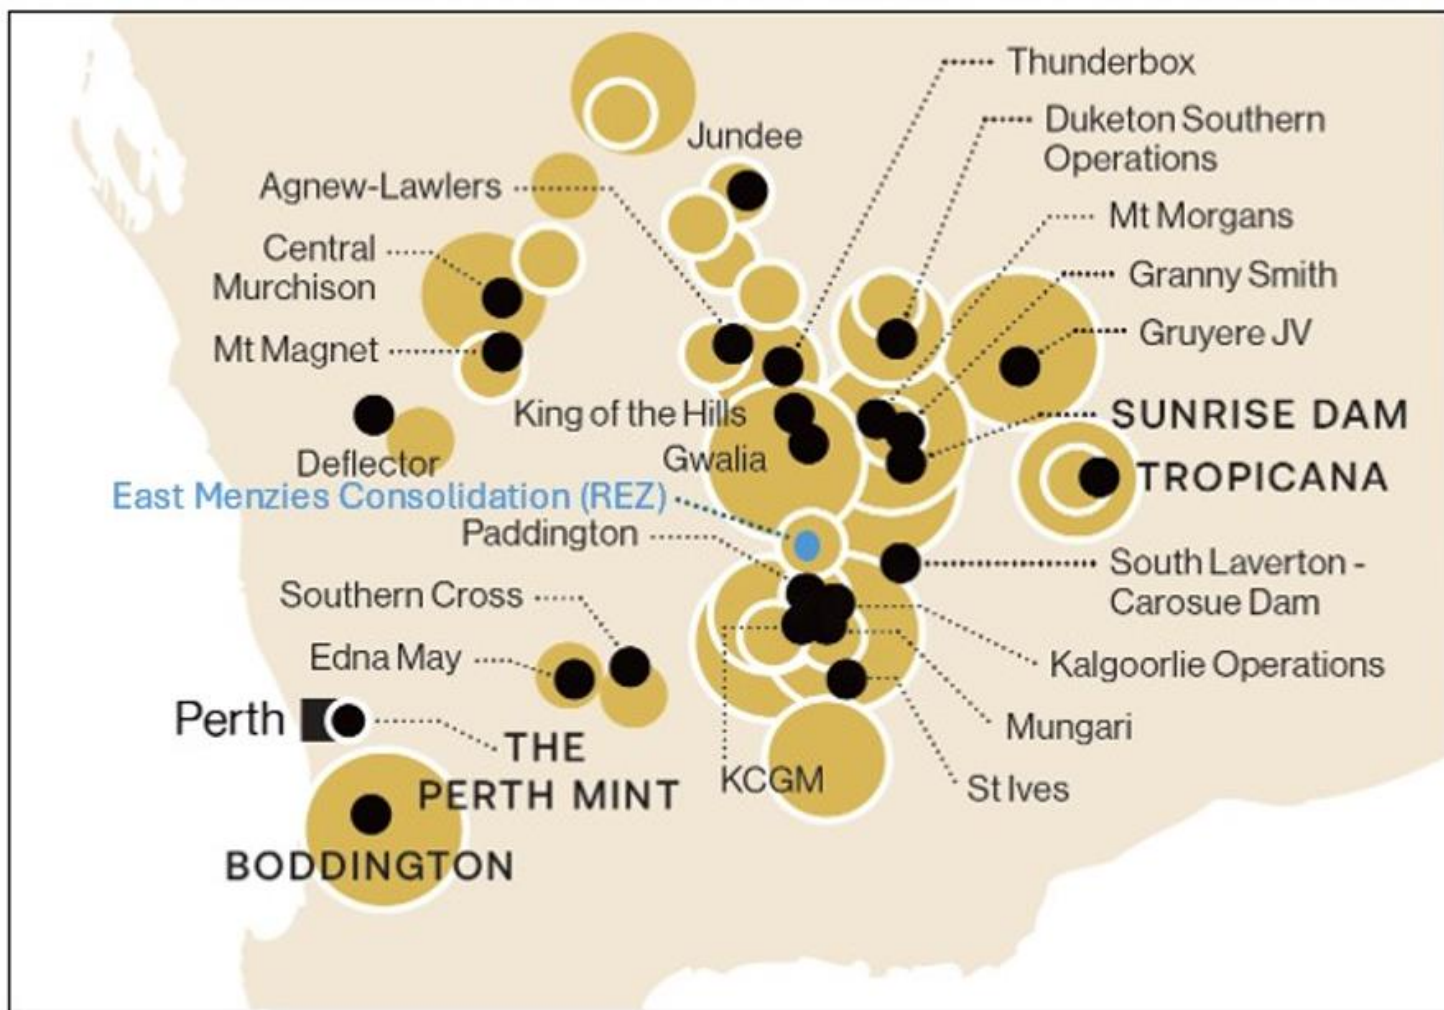 Thunderbox
Duketon Southern
Operations
Jundee
Agnew-Lawlers
Mt Morgans
Central
Murchison
Granny Smith
Gruyere JV
Mt Magnet
King of the Hills
SUNRISE DAM
Gwalia
Deflector
TROPICANA
East Menzies Consolidation (REZ)
Paddington
South Laverton -
Carosue Dam
Southern Cross
Edna May
Kalgoorlie Operations
Perth
Mungari
THE
PERTH MINT
KCGM
St Ives
BODDINGTON